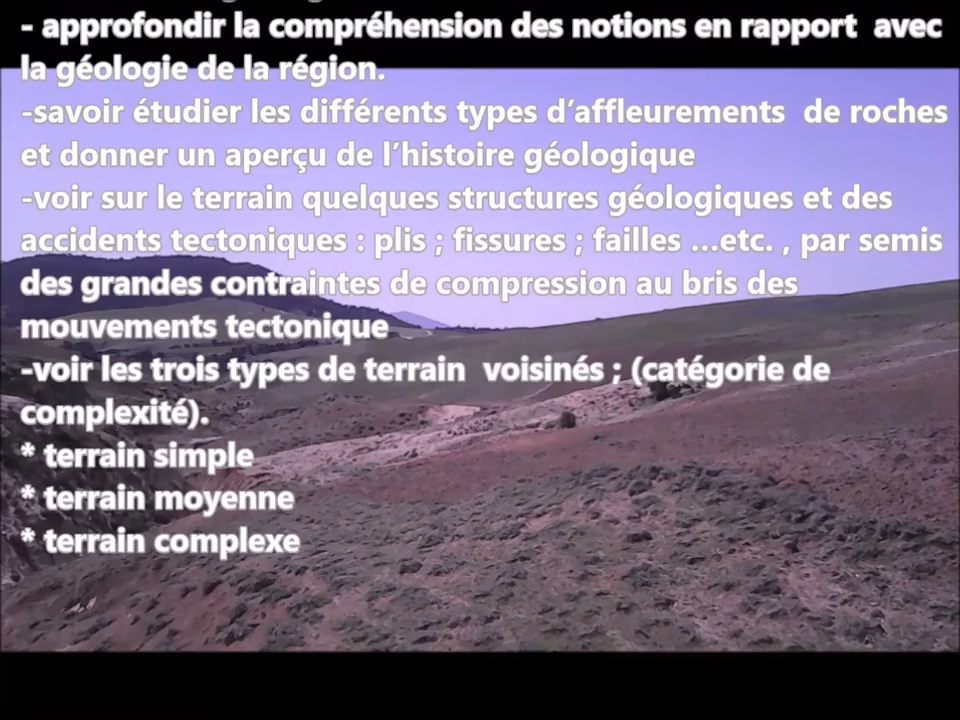 - approfondir la compréhension des notions en rapport  avec
la géologie de la région.
-savoir étudier les différents types d’affleurements  de roches
et donner un aperçu de l’histoire géologique
-voir sur le terrain quelques structures géologiques et des
accidents tectoniques : plis ; fissures ; failles ...etc. , par semis
des grandes contraintes de compression au bris des
mouvements tectonique
-voir les trois types de terrain  voisinés ; (catégorie de
complexité).
* terrain simple
* terrain moyenne
* terrain complexe